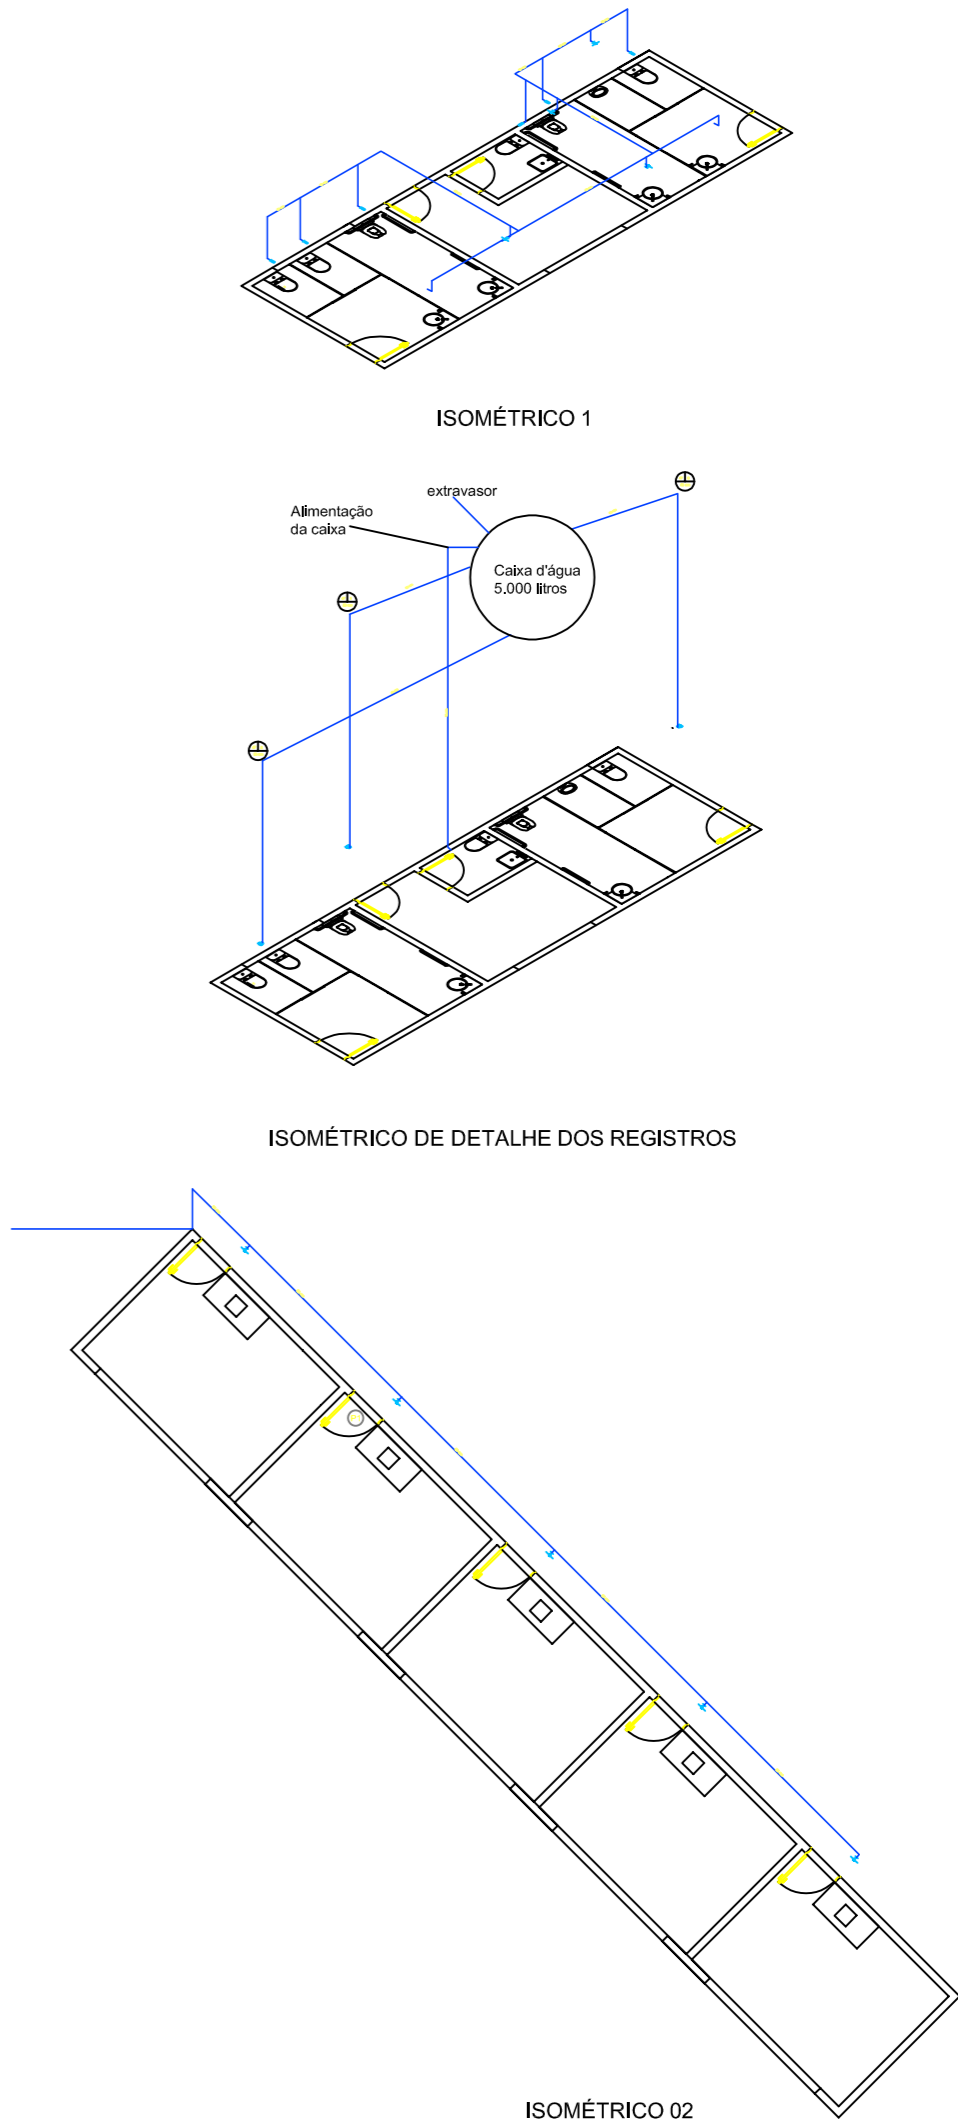 ISOMÉTRICO 1
extravasor
Alimentação
da caixa
Caixa d'água
5.000 litros
ISOMÉTRICO DE DETALHE DOS REGISTROS
ISOMÉTRICO 02